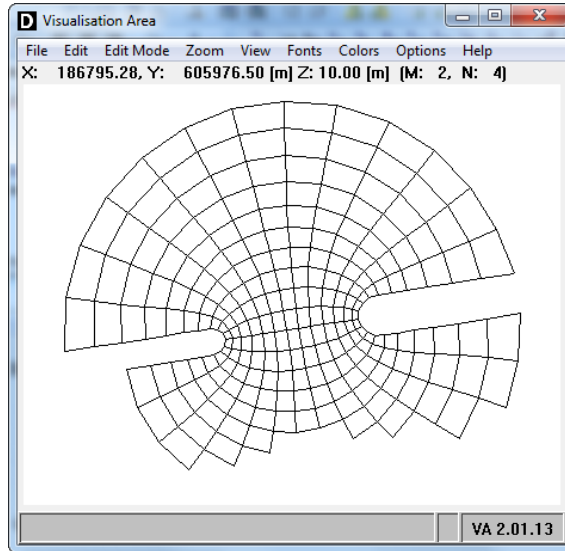 D Visualisation Area
File Edit Edit Mode Zoom View Fonts Colors Options Help
X: 186795.28, Y: 605976.50 [m] Z: 10.00 [m] (M: 2, N: 4)
VA 2.01.13